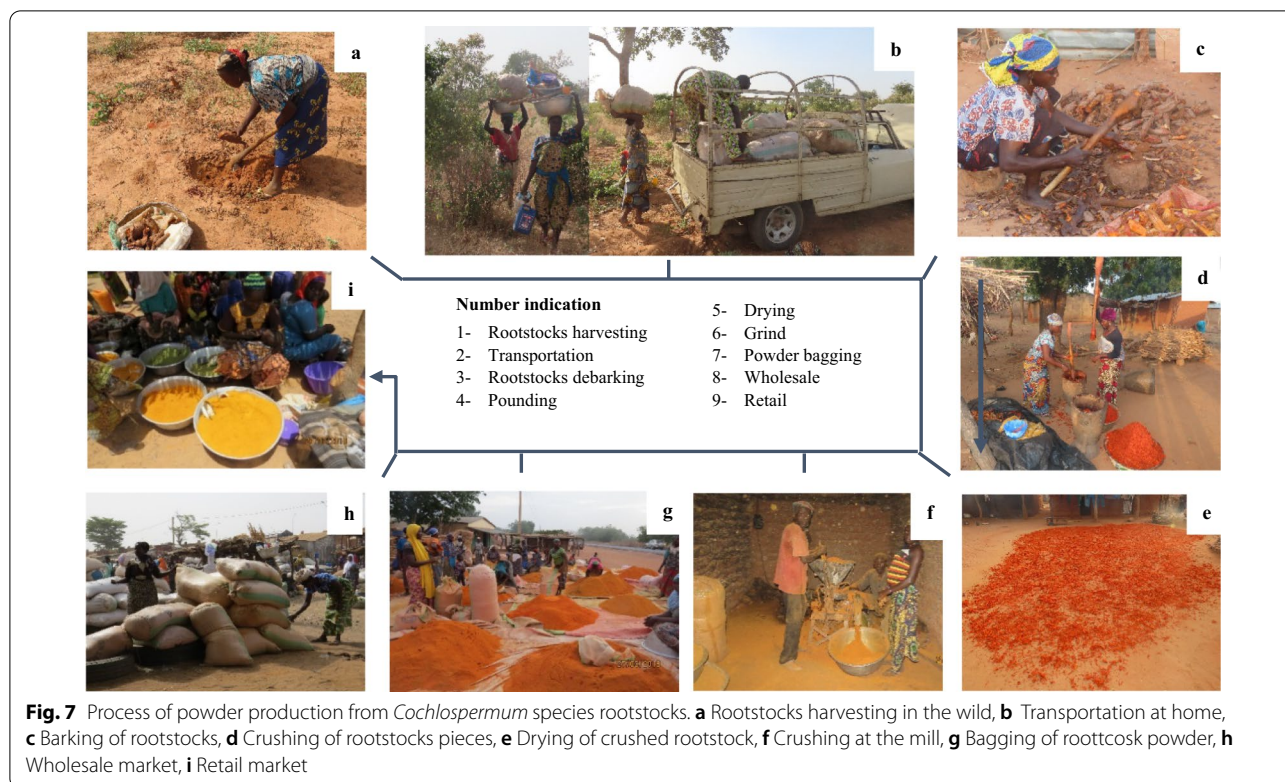 a
b
c
i
d
Number indication
1- Rootstocks harvesting
2- Transportation
3- Rootstocks debarking
4- Pounding
5- Drying
6- Grind
7- Powder bagging
8- Wholesale
9- Retail
h
g
f
e
Fig. 7 Process of powder production from Cochlospermum species rootstocks. a Rootstocks harvesting in the wild, b Transportation at home,
c Barking of rootstocks, d Crushing of rootstocks pieces, e Drying of crushed rootstock, f Crushing at the mill, g Bagging of roottcosk powder, h
Wholesale market, i Retail market